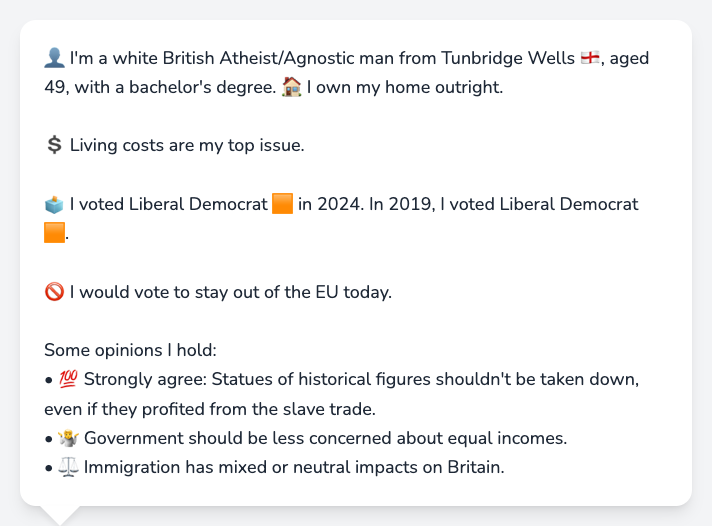 👤 I'm a white British Atheist/Agnostic man from Tunbridge Wells 🏴󠁧󠁢󠁥󠁮󠁧󠁿, aged
49, with a bachelor's degree. 🏠 I own my home outright.
💲 Living costs are my top issue.
🗳️ I voted Liberal Democrat 🟧 in 2024. In 2019, I voted Liberal Democrat
🟧.
🚫 I would vote to stay out of the EU today.
Some opinions I hold:
• 💯 Strongly agree: Statues of historical figures shouldn't be taken down,
even if they profited from the slave trade.
• 🤷 Government should be less concerned about equal incomes.
• ⚖️ Immigration has mixed or neutral impacts on Britain.